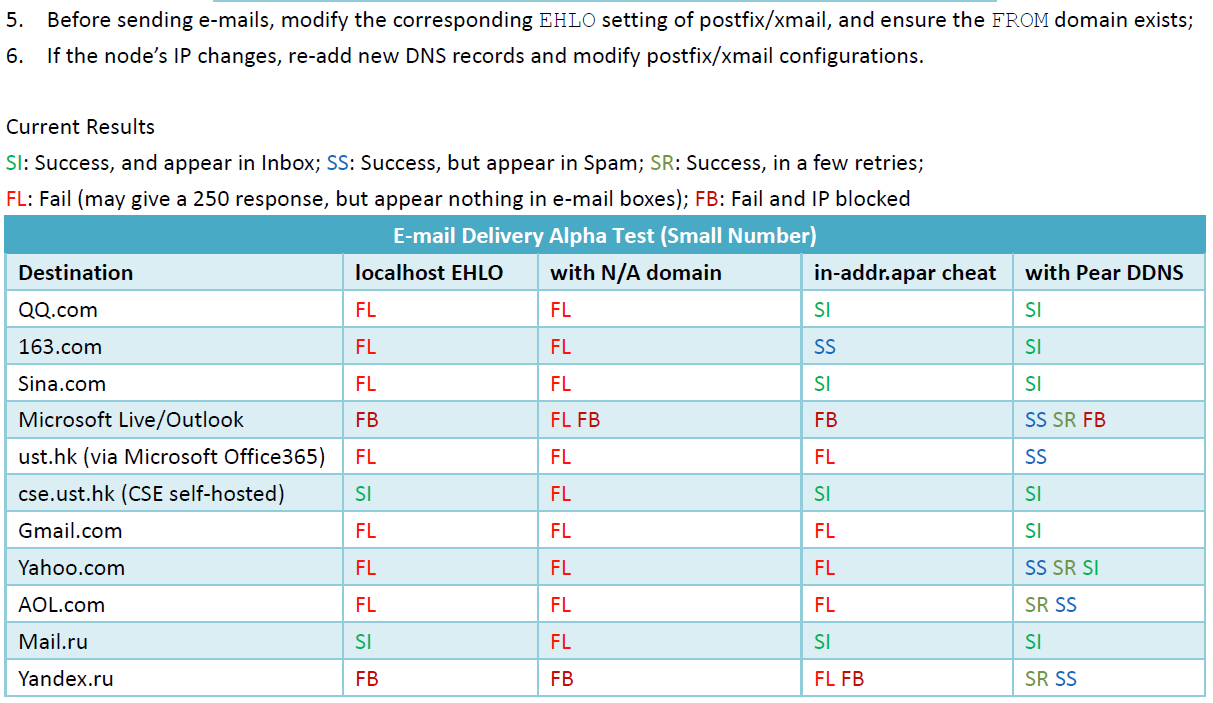 5. Before sending e-mails, modify the corresponding EHLO setting of postfix/xmail, and ensure the FROM domain exists;
6. If the node’s IP changes, re-add new DNS records and modify postfix/xmail configurations.
Current Results
SI: Success, and appear in Inbox; SS: Success, but appear in Spam; SR: Success, in a few retries;
FL: Fail (may give a 250 response, but appear nothing in e-mail boxes); FB: Fail and IP blocked
E-mail Delivery Alpha Test (Small Number)
Destination localhost EHLO with N/A domain in-addr.apar cheat with Pear DDNS
QQ.com FL FL SI SI
163.com FL FL SS SI
Sina.com FL FL SI SI
Microsoft Live/Outlook FB FL FB FB SS SR FB
ust.hk (via Microsoft Office365) FL FL FL SS
cse.ust.hk (CSE self-hosted) SI FL SI SI
Gmail.com FL FL FL SI
Yahoo.com FL FL FL SS SR SI
AOL.com FL FL FL SR SS
Mail.ru SI FL SI SI
Yandex.ru FB FB FL FB SR SS